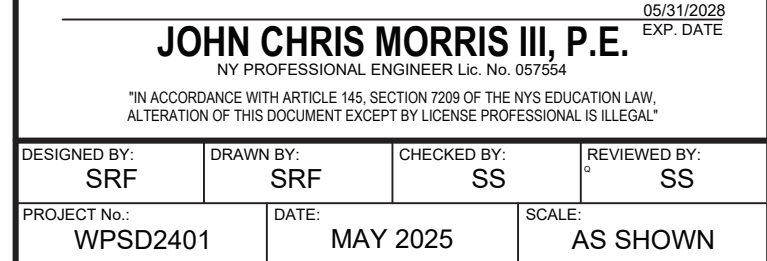 05/31/2028
JOHN CHRIS MORRIS III, P.E.
EXP. DATE
NY PROFESSIONAL ENGINEER Lic. No. 057554
"IN ACCORDANCE WITH ARTICLE 145, SECTION 7209 OF THE NYS EDUCATION LAW,
ALTERATION OF THIS DOCUMENT EXCEPT BY LICENSE PROFESSIONAL IS ILLEGAL"
DESIGNED BY: DRAWN BY: CHECKED BY: REVIEWED BY:
SRF SRF SS Q SS
PROJECT No.: DATE: SCALE:
WPSD2401 MAY 2025 AS SHOWN